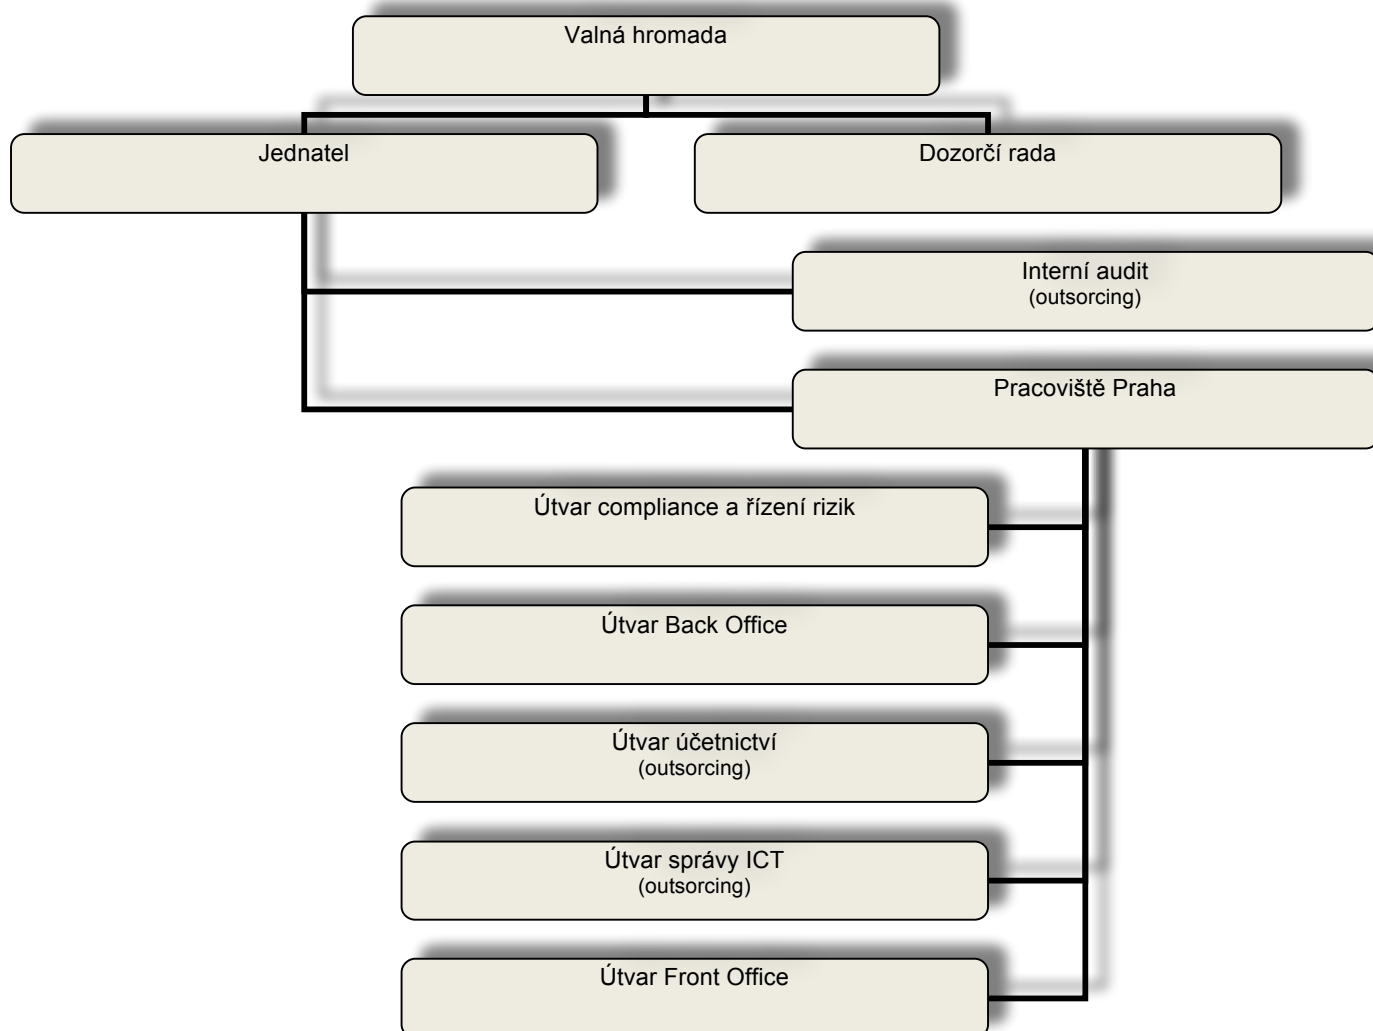 Valná hromada
Jednatel
Dozorčí rada
Interní audit
(outsorcing)
Pracoviště Praha
Útvar compliance a řízení rizik
Útvar Back Office
Útvar účetnictví
(outsorcing)
Útvar správy ICT
(outsorcing)
Útvar Front Office